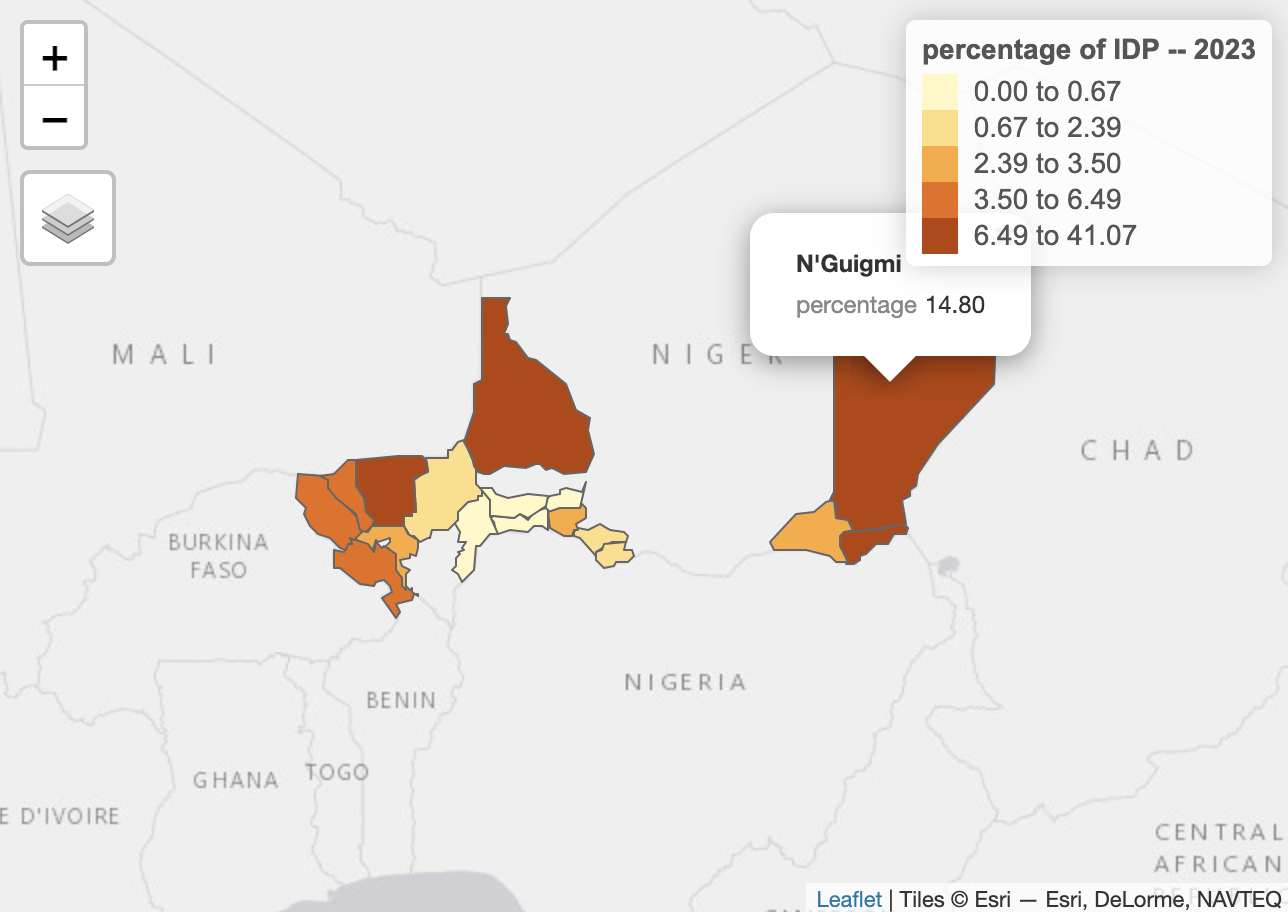 +
−
percentage of IDP -- 2023
0.00 to 0.67
0.67 to 2.39
2.39 to 3.50
3.50 to 6.49
6.49 to 41.07
N'Guigmi
percentage 14.80
MALI
NIGER
CHAD
BURKINA
FASO
NIGERIA
BENIN
GHANA
TOGO
E D'IVOIRE
CENTRAL
AFRICAN
Leaflet | Tiles © Esri — Esri, DeLorme, NAVTEQ